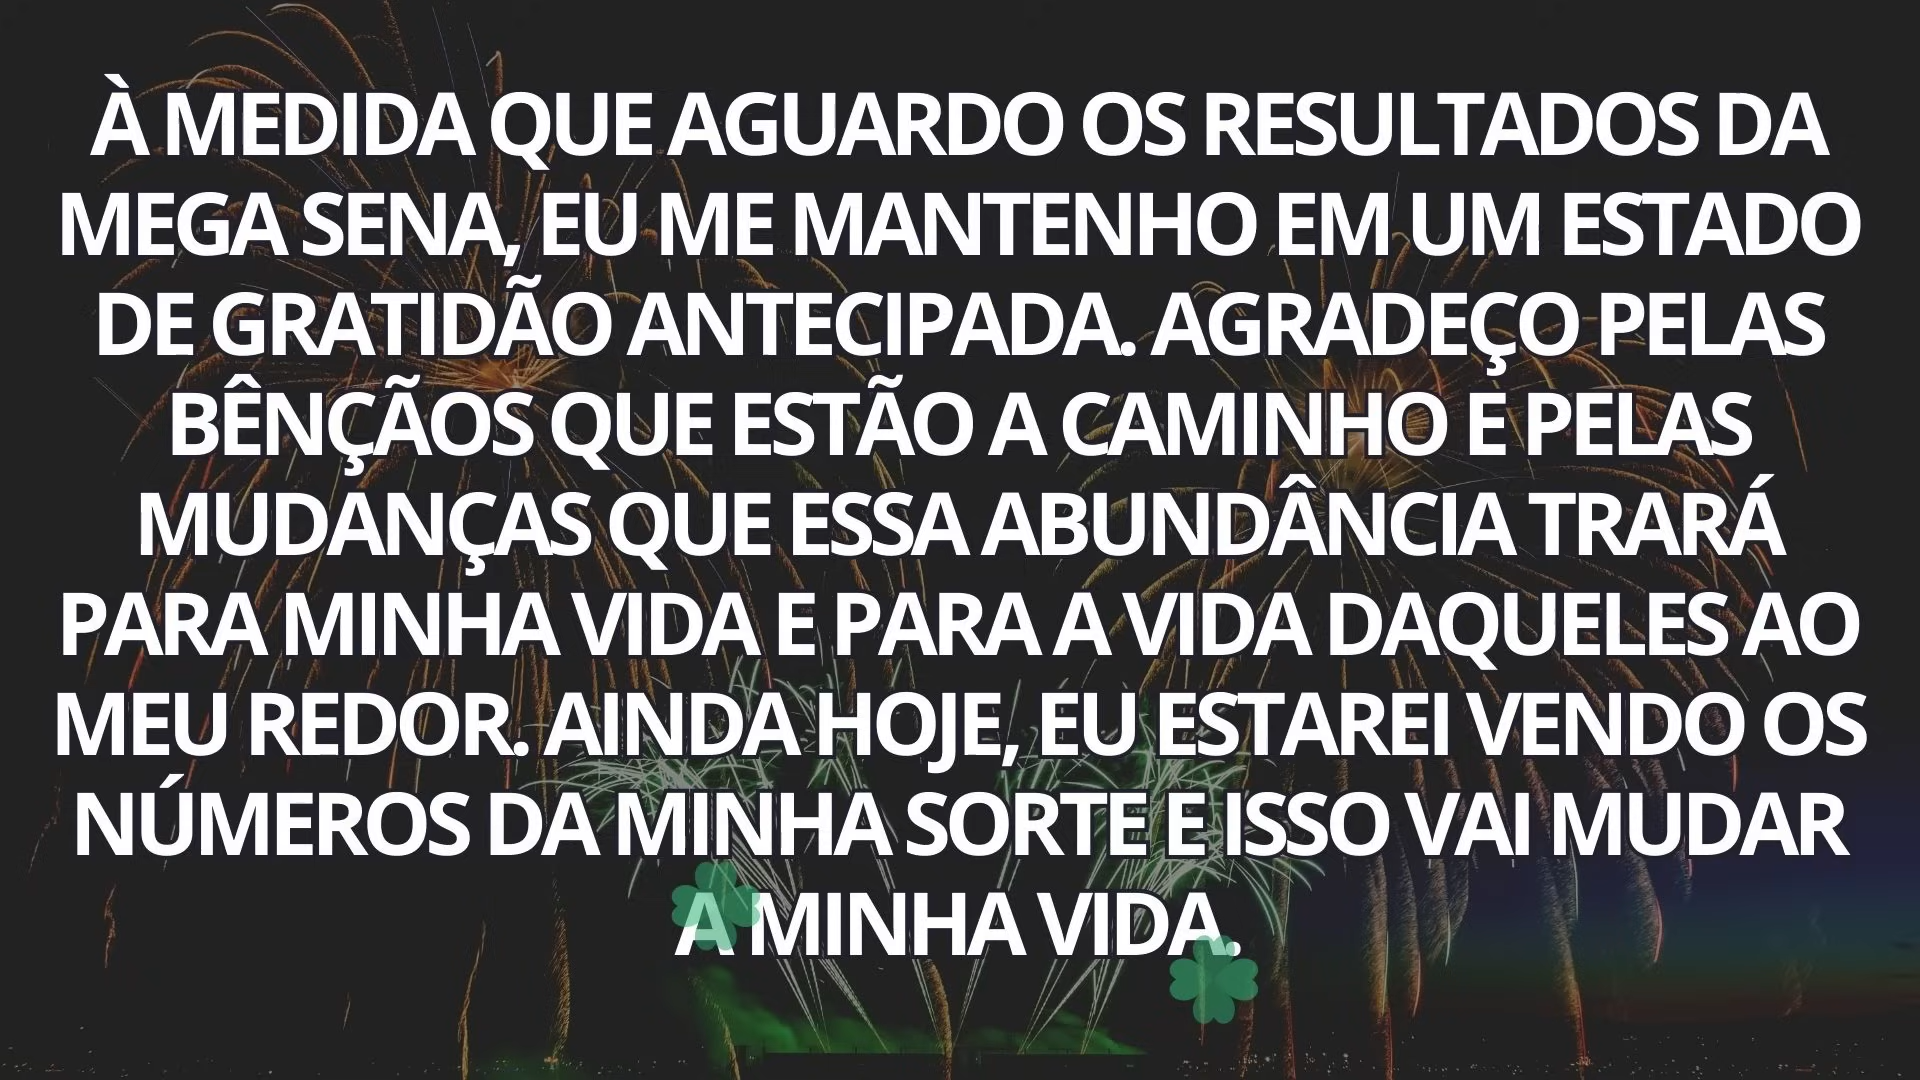 À MEDIDA QUE AGUARDO OS RESULTADOS DA
MEGA SENA, EU ME MANTENHO EM UM ESTADO
DE GRATIDÃO ANTECIPADA. AGRADEÇO PELAS
BÊNÇÃOS QUE ESTÃO A CAMINHO E PELAS
MUDANÇAS QUE ESSA ABUNDÂNCIA TRARÁ
PARA MINHA VIDA E PARA A VIDA DAQUELES AO
MEU REDOR. AINDA HOJE, EU ESTAREI VENDO OS
NÚMEROS DA MINHA SORTE E ISSO VAI MUDAR
A MINHA VIDA.